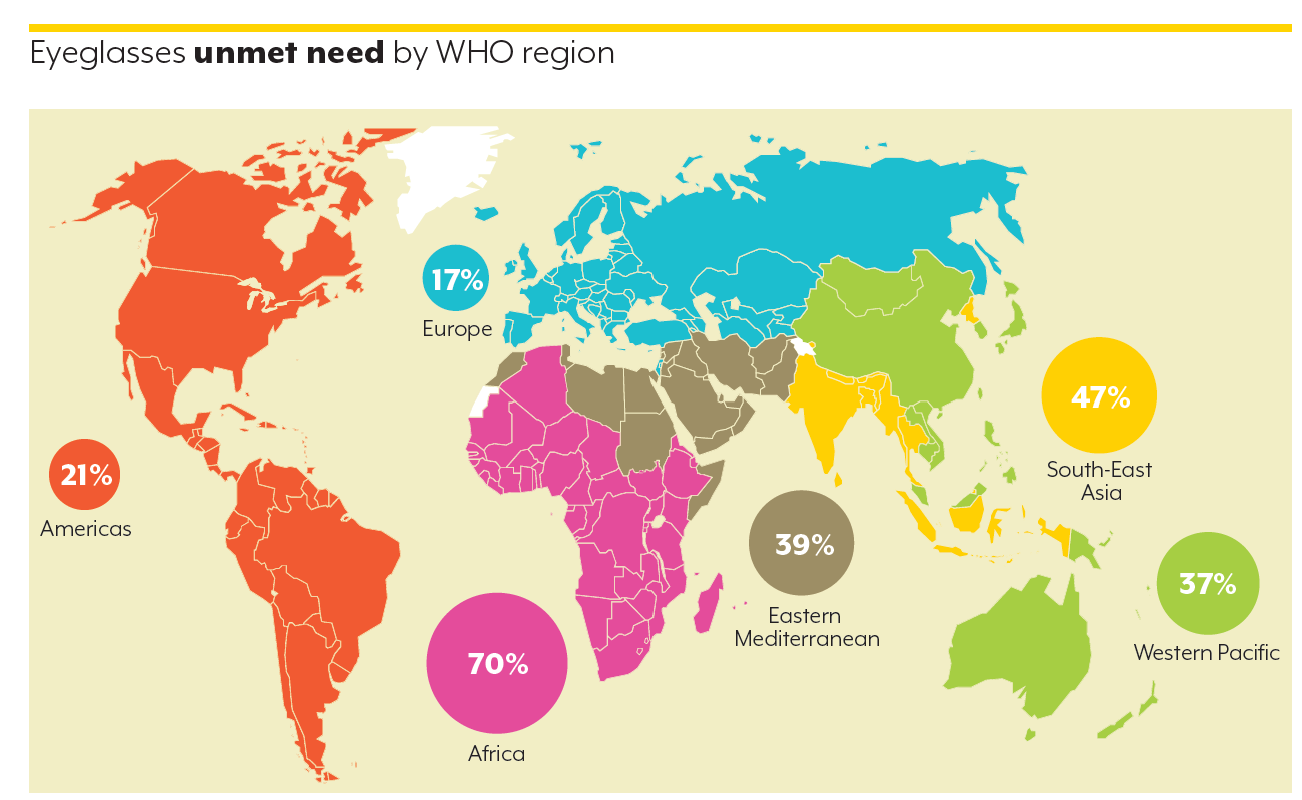 Eyeglasses unmet need by WHO region
17%
Europe
47%
South-East
Asia
21%
Americas
39%
Eastern
Mediterranean
37%
Western Pacific
70%
Africa